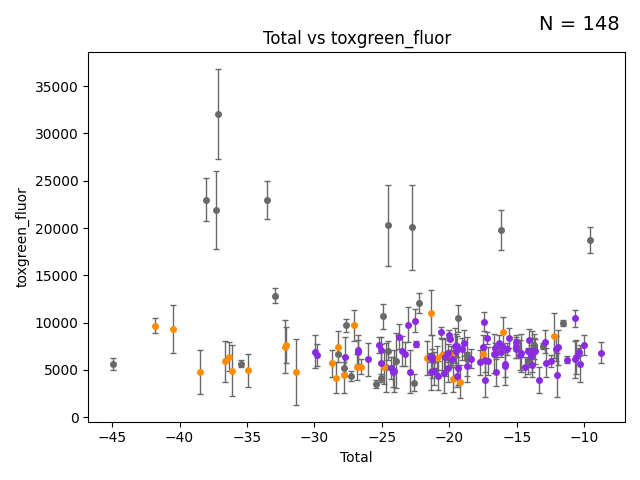 N = 148
Total vs toxgreen_fluor
toxgreen_fluor
35000
30000
25000
20000
15000
10000
5000
0
−45 −40 −35 −30 −25 −20 −15 −10
Total